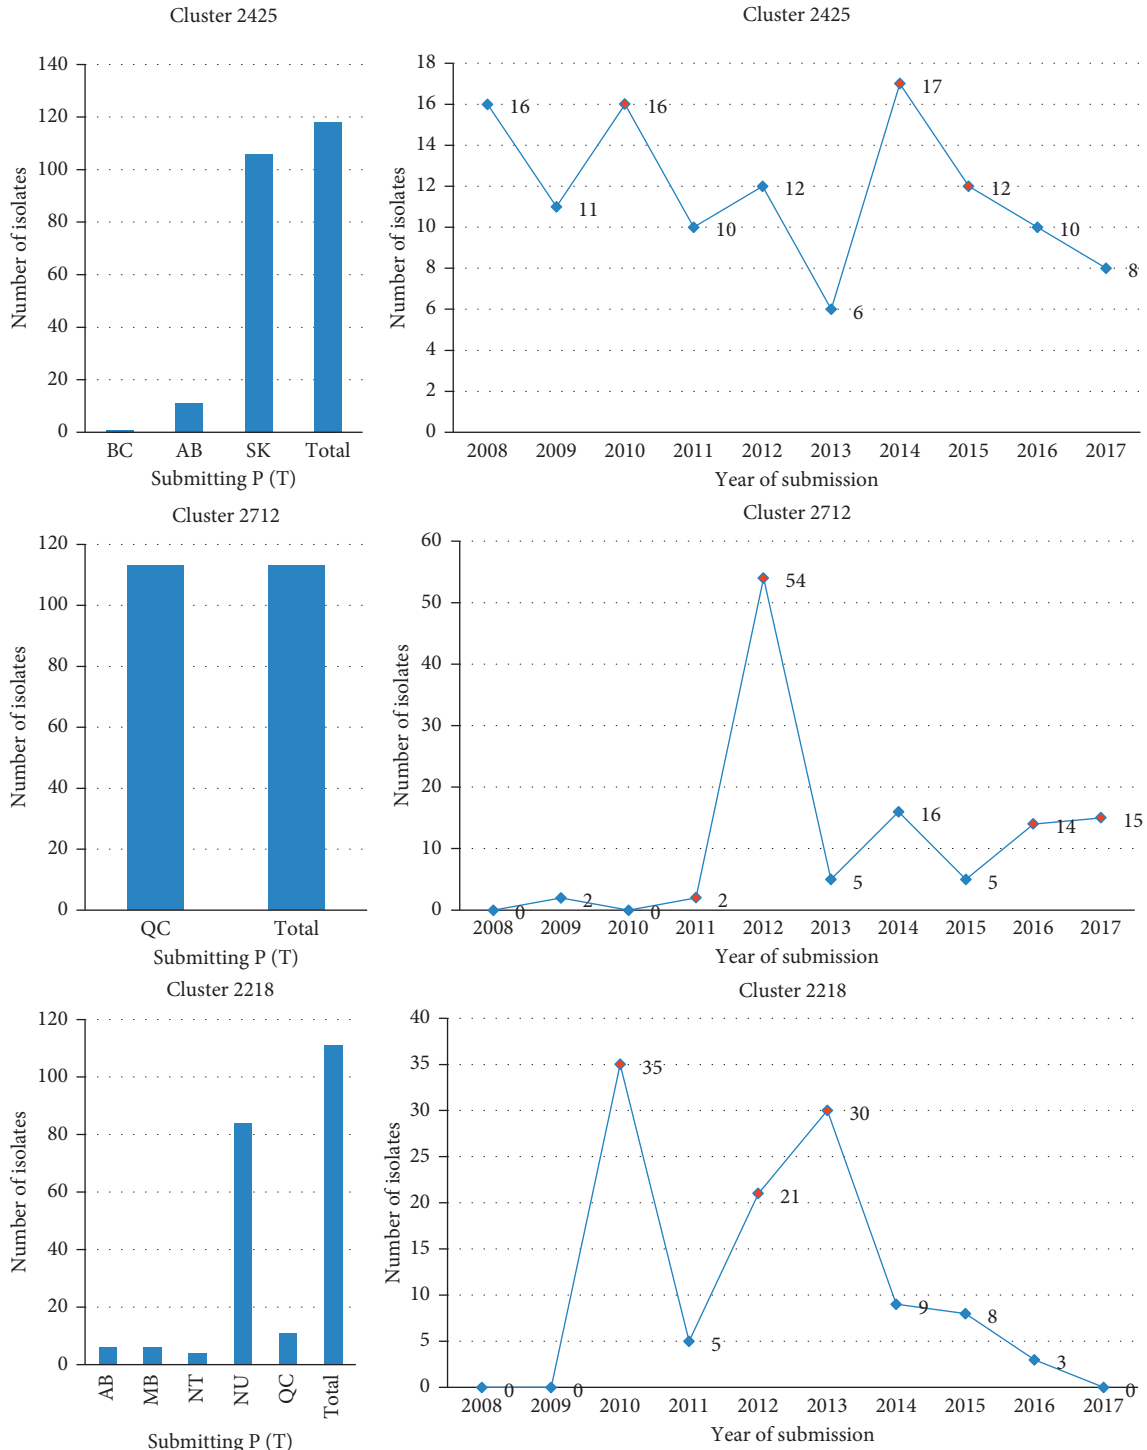 Cluster 2425
Number of isolates
140
120
100
80
60
40
20
0
BC AB SK Total
Submitting P (T)
Cluster 2425
Number of isolates
18
16
14
12
10
8
6
4
2
0
16 11 16 10 12 6 17 12 10 8
2008 2009 2010 2011 2012 2013 2014 2015 2016 2017
Year of submission
Cluster 2712
Number of isolates
120
100
80
60
40
20
0
QC Total
Submitting P (T)
Cluster 2712
Number of isolates
60
50
40
30
20
10
0
0 2 0 2 54 5 16 5 14 15
2008 2009 2010 2011 2012 2013 2014 2015 2016 2017
Year of submission
Cluster 2218
Number of isolates
120
100
80
60
40
20
0
AB MB NT NU QC Total
Submitting P (T)
Cluster 2218
Number of isolates
40
35
30
25
20
15
10
5
0
0 0 35 5 21 30 9 8 3 0
2008 2009 2010 2011 2012 2013 2014 2015 2016 2017
Year of submission